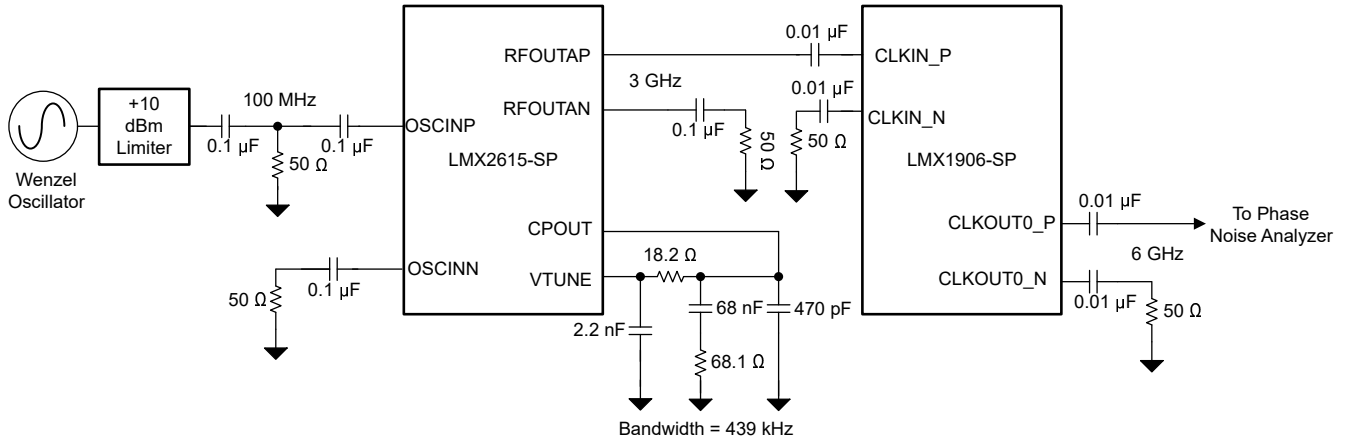 Wenzel
Oscillator
+10
dBm
Limiter
0.1 µF
100 MHz
50 Ω
0.1 µF
OSCINP
LMX2615-SP
OSCINN
0.1 µF
50 Ω
RFOUTAP
RFOUTAN
3 GHz
0.1 µF
50 Ω
CPOUT
VTUNE
18.2 Ω
2.2 nF
68 nF
470 pF
68.1 Ω
Bandwidth = 439 kHz
0.01 µF
CLKIN_P
0.01 µF
CLKIN_N
50 Ω
LMX1906-SP
CLKOUT0_P
0.01 µF
To Phase
Noise Analyzer
6 GHz
CLKOUT0_N
0.01 µF
50 Ω